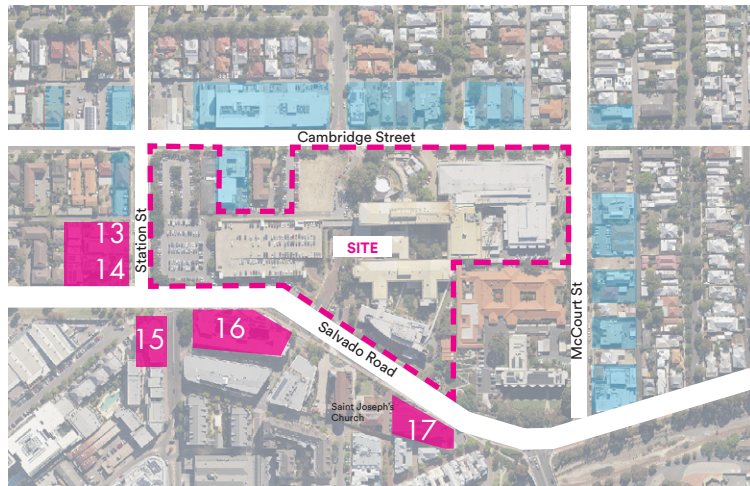 Cambridge Street
13
14
Station St
SITE
McCourt St
15
16
Salvado Road
Saint Joseph's
Church
17